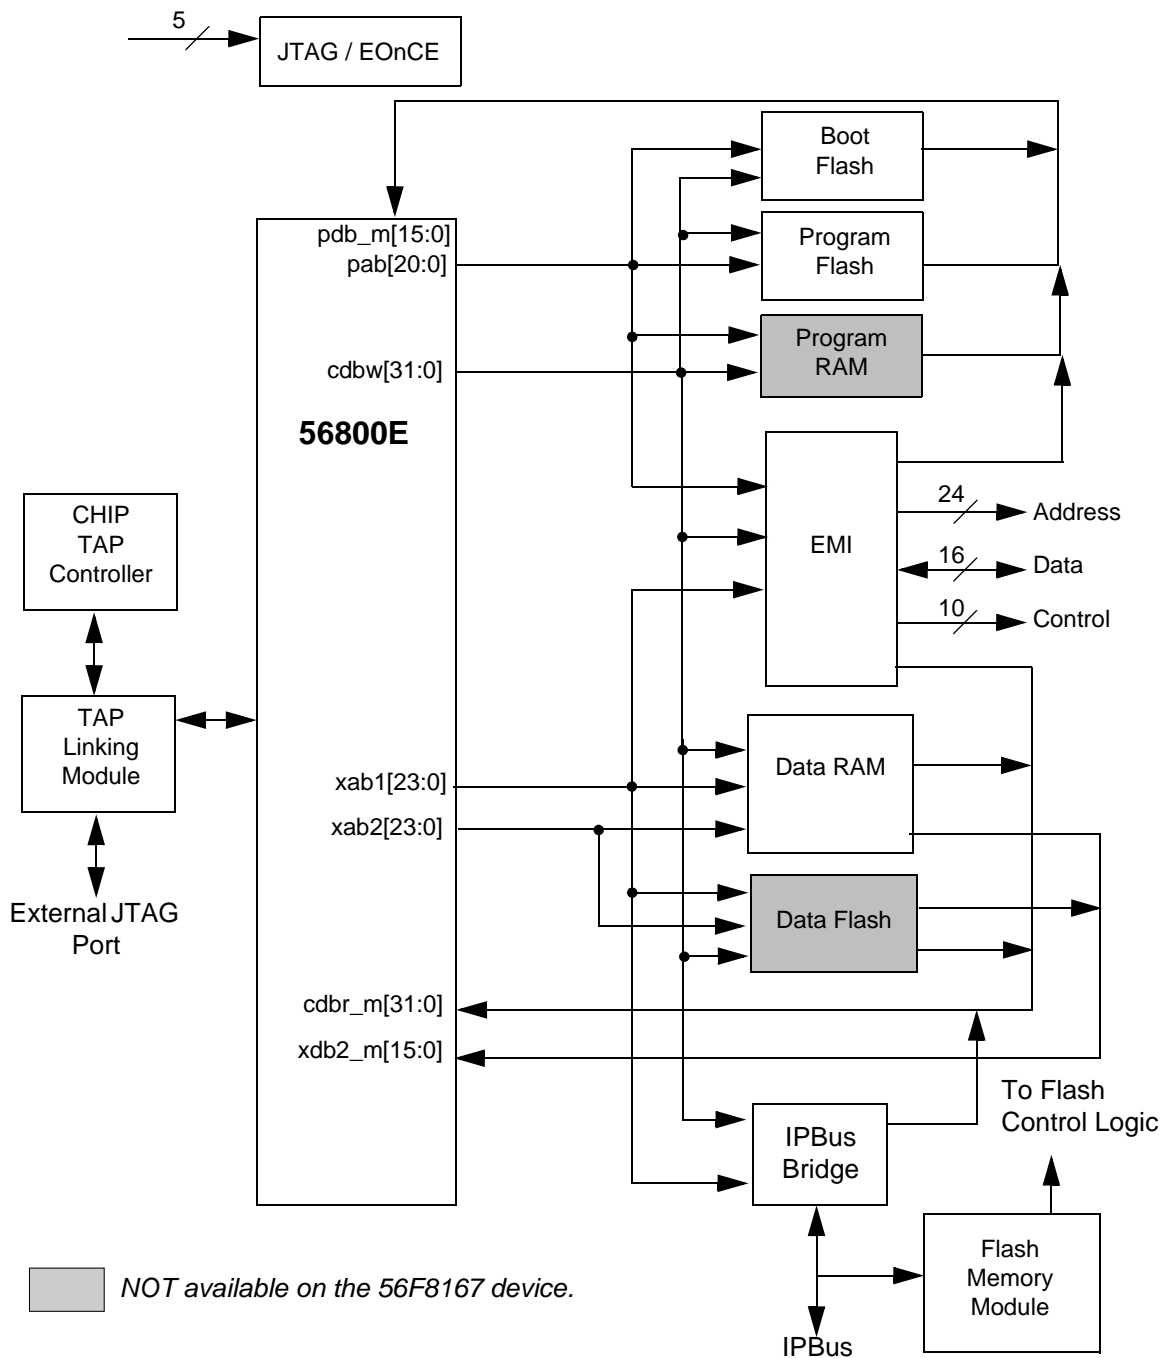 5
JTAG / EOnCE
Boot
Flash
pdb_m[15:0]
pab[20:0]
Program
Flash
Program
RAM
cdbw[31:0]
56800E
CHIP
TAP
Controller
EMI
24
Address
16
Data
10
Control
TAP
Linking
Module
xab1[23:0]
xab2[23:0]
Data RAM
External JTAG
Port
Data Flash
cdbr_m[31:0]
xdb2_m[15:0]
To Flash
Control Logic
IPBus
Bridge
Flash
Memory
Module
NOT available on the 56F8167 device.
IPBus